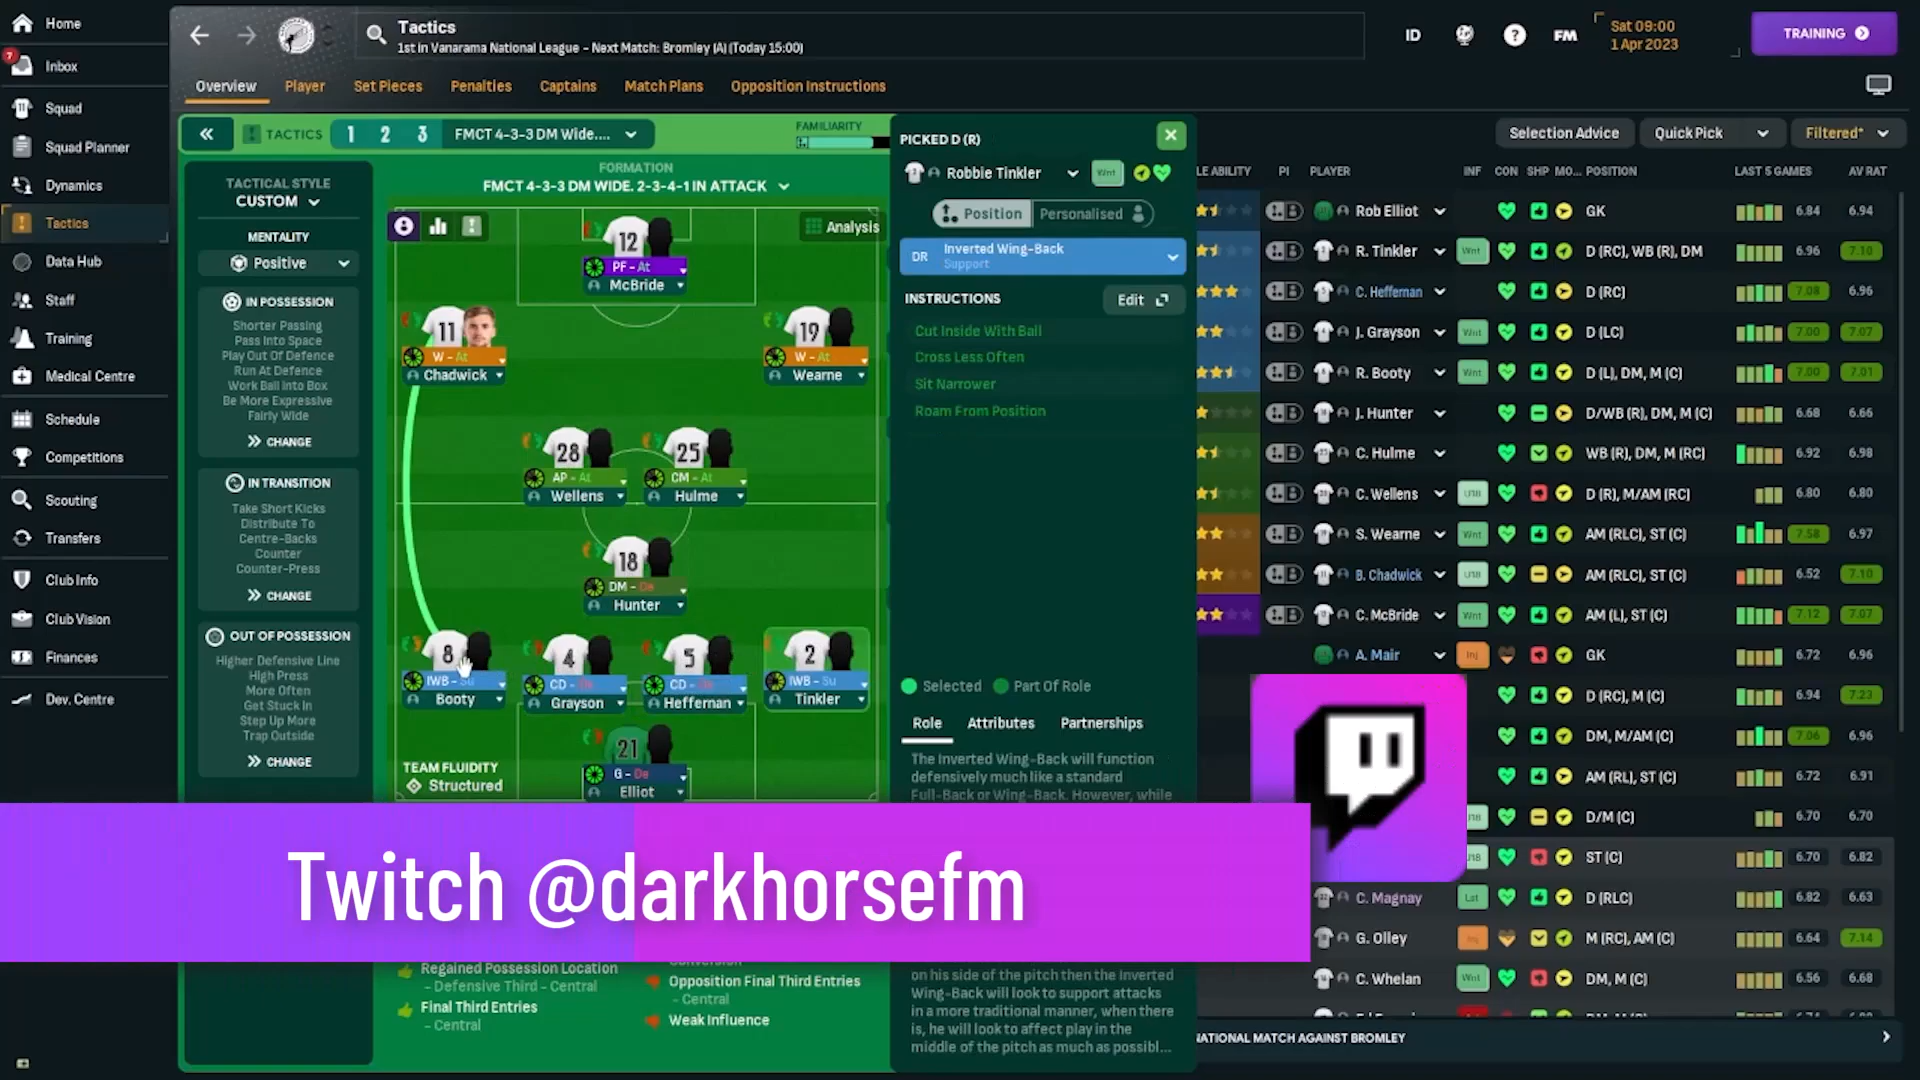 Home
7
Inbox
Squad
Squad Planner
Dynamics
Tactics
Data Hub
Staff
Training
Medical Centre
Schedule
Competitions
Scouting
Transfers
Club Info
Club Vision
Finances
Dev. Centre
Tactics
1st in Vanarama National League - Next Match: Bromley (A) (Today 15:00)
ID
FM
Sat 09:00
1 Apr 2023
TRAINING
Overview
Player
Set Pieces
Penalties
Captains
Match Plans
Opposition Instructions
TACTICS
1 2 3
FMCT 4-3-3 DM Wide....
FAMILIARITY
TACTICAL STYLE
CUSTOM
MENTALITY
Positive
IN POSSESSION
Shorter Passing
Pass Into Space
Play Out Of Defence
Run At Defence
Work Ball Into Box
Be More Expressive
Fairly Wide
CHANGE
IN TRANSITION
Take Short Kicks
Distribute To
Centre-Backs
Counter
Counter-Press
CHANGE
OUT OF POSSESSION
Higher Defensive Line
High Press
More Often
Get Stuck In
Step Up More
Trap Outside
CHANGE
FORMATION
FMCT 4-3-3 DM WIDE. 2-3-4-1 IN ATTACK
Analysis
12
PF - At
McBride
11
W - At
Chadwick
19
W - At
Wearne
28
AP - At
Wellens
25
CM - At
Hulme
18
DM - De
Hunter
8
IWB - Su
Booty
4
CD - De
Grayson
5
CD - De
Heffernan
2
IWB - Su
Tinkler
21
G - De
Elliot
TEAM FLUIDITY
Structured
Regained Possession Location
- Defensive Third - Central
Final Third Entries
- Central
Opposition Final Third Entries
- Central
Weak Influence
PICKED D (R)
Robbie Tinkler
Wnt
Position
Personalised
DR
Inverted Wing-Back
Support
INSTRUCTIONS
Edit
Cut Inside With Ball
Cross Less Often
Sit Narrower
Roam From Position
Selected
Part Of Role
Role
Attributes
Partnerships
The Inverted Wing-Back will function
defensively much like a standard
Full-Back or Wing-Back. However, while
on his side of the pitch then the Inverted
Wing-Back will look to support attacks
in a more traditional manner, when there
is, he will look to affect play in the
middle of the pitch as much as possibl...
Selection Advice
Quick Pick
Filtered*
LE ABILITY PI PLAYER INF CON SHP MO... POSITION LAST 5 GAMES AV RAT
Rob Elliot GK 6.84 6.94
R. Tinkler Wnt D (RC), WB (R), DM 6.96 7.10
C. Heffernan D (RC) 7.08 6.96
J. Grayson Wnt D (LC) 7.00 7.07
R. Booty Wnt D (L), DM, M (C) 7.00 7.01
J. Hunter D/WB (R), DM, M (C) 6.68 6.66
C. Hulme WB (R), DM, M (RC) 6.92 6.98
C. Wellens U18 D (R), M/AM (RC) 6.80 6.80
S. Wearne Wnt AM (RLC), ST (C) 7.58 6.97
B. Chadwick U18 AM (RLC), ST (C) 6.52 7.10
C. McBride Wnt AM (L), ST (C) 7.12 7.07
A. Mair Inj GK 6.72 6.96
D (RC), M (C) 6.94 7.23
DM, M/AM (C) 7.06 6.96
AM (RL), ST (C) 6.72 6.91
D/M (C) 6.70 6.70
ST (C) 6.70 6.82
C. Magnay Lst D (RLC) 6.82 6.63
G. Olley Inj M (RC), AM (C) 6.64 7.14
C. Whelan Wnt DM, M (C) 6.56 6.68
NATIONAL MATCH AGAINST BROMLEY
Twitch @darkhorsefm